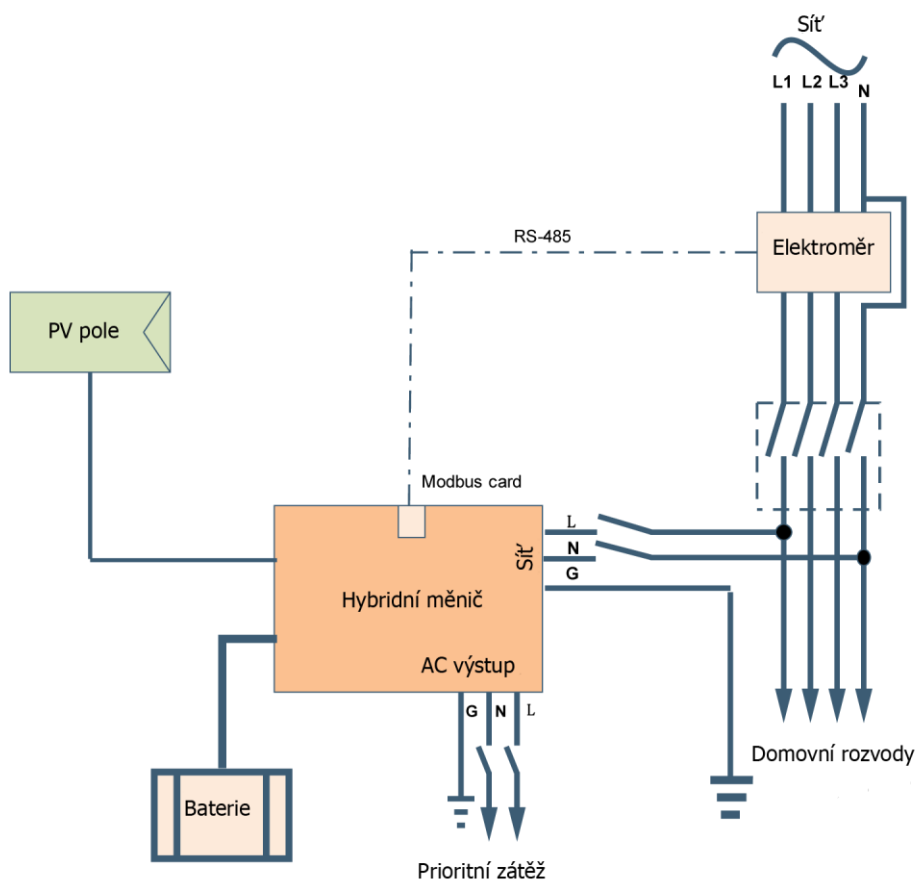 Síť
L1 L2 L3 N
RS-485
Elektroměr
PV pole
Modbus card
L
N
G
Síť
Hybridní měnič
AC výstup
G N L
Domovní rozvody
Baterie
Prioritní zátěž